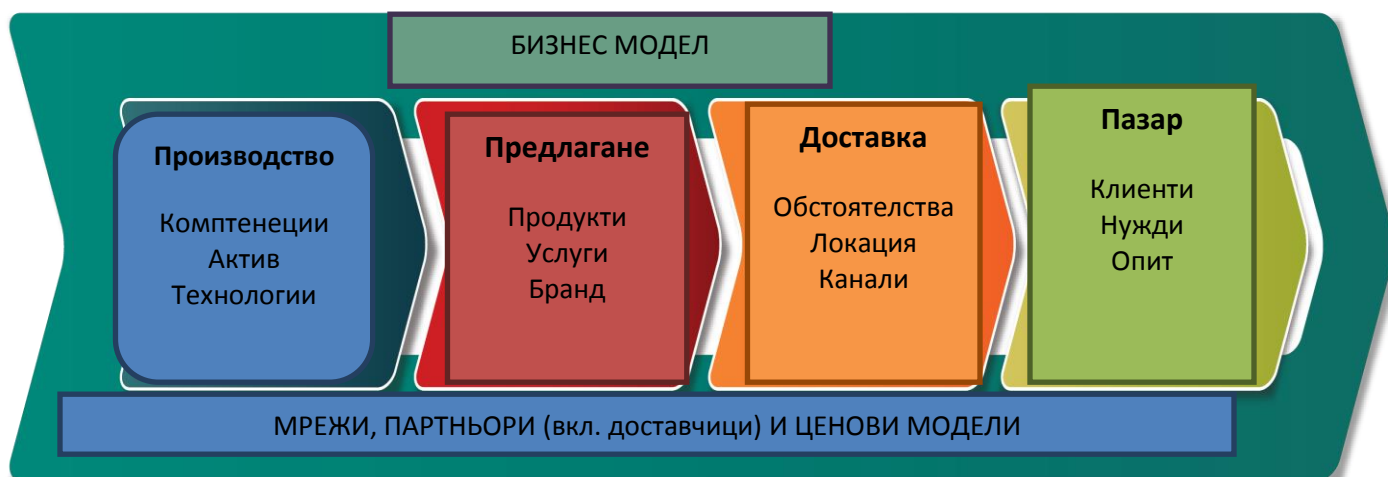 БИЗНЕС МОДЕЛ
Производство
Комптенеции
Актив
Технологии
Предлагане
Продукти
Услуги
Бранд
Доставка
Обстоятелства
Локация
Канали
Пазар
Клиенти
Нужди
Опит
МРЕЖИ, ПАРТНЬОРИ (вкл. доставчици) И ЦЕНОВИ МОДЕЛИ